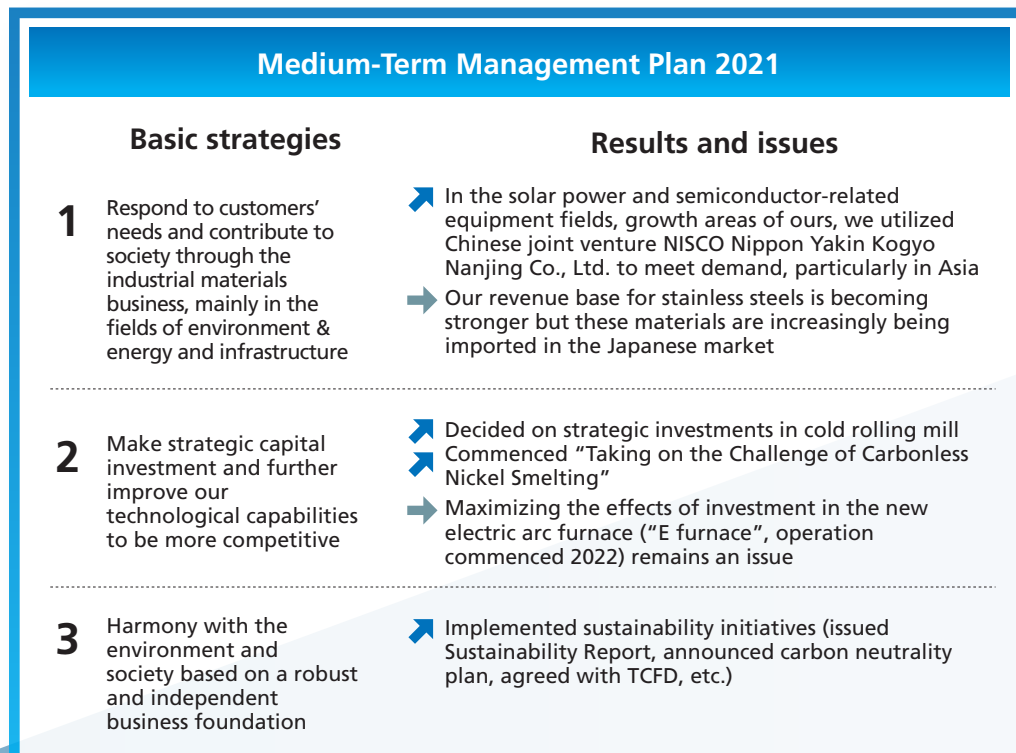 Medium-Term Management Plan 2021
Basic strategies
Results and issues
1
Respond to customers’
needs and contribute to
society through the
industrial materials
business, mainly in the
fields of environment &
energy and infrastructure
In the solar power and semiconductor-related
equipment fields, growth areas of ours, we utilized
Chinese joint venture NISCO Nippon Yakin Kogyo
Nanjing Co., Ltd. to meet demand, particularly in Asia
Our revenue base for stainless steels is becoming
stronger but these materials are increasingly being
imported in the Japanese market
2
Make strategic capital
investment and further
improve our
technological capabilities
to be more competitive
Decided on strategic investments in cold rolling mill
Commenced “Taking on the Challenge of Carbonless
Nickel Smelting”
Maximizing the effects of investment in the new
electric arc furnace (“E furnace”, operation
commenced 2022) remains an issue
3
Harmony with the
environment and
society based on a robust
and independent
business foundation
Implemented sustainability initiatives (issued
Sustainability Report, announced carbon neutrality
plan, agreed with TCFD, etc.)